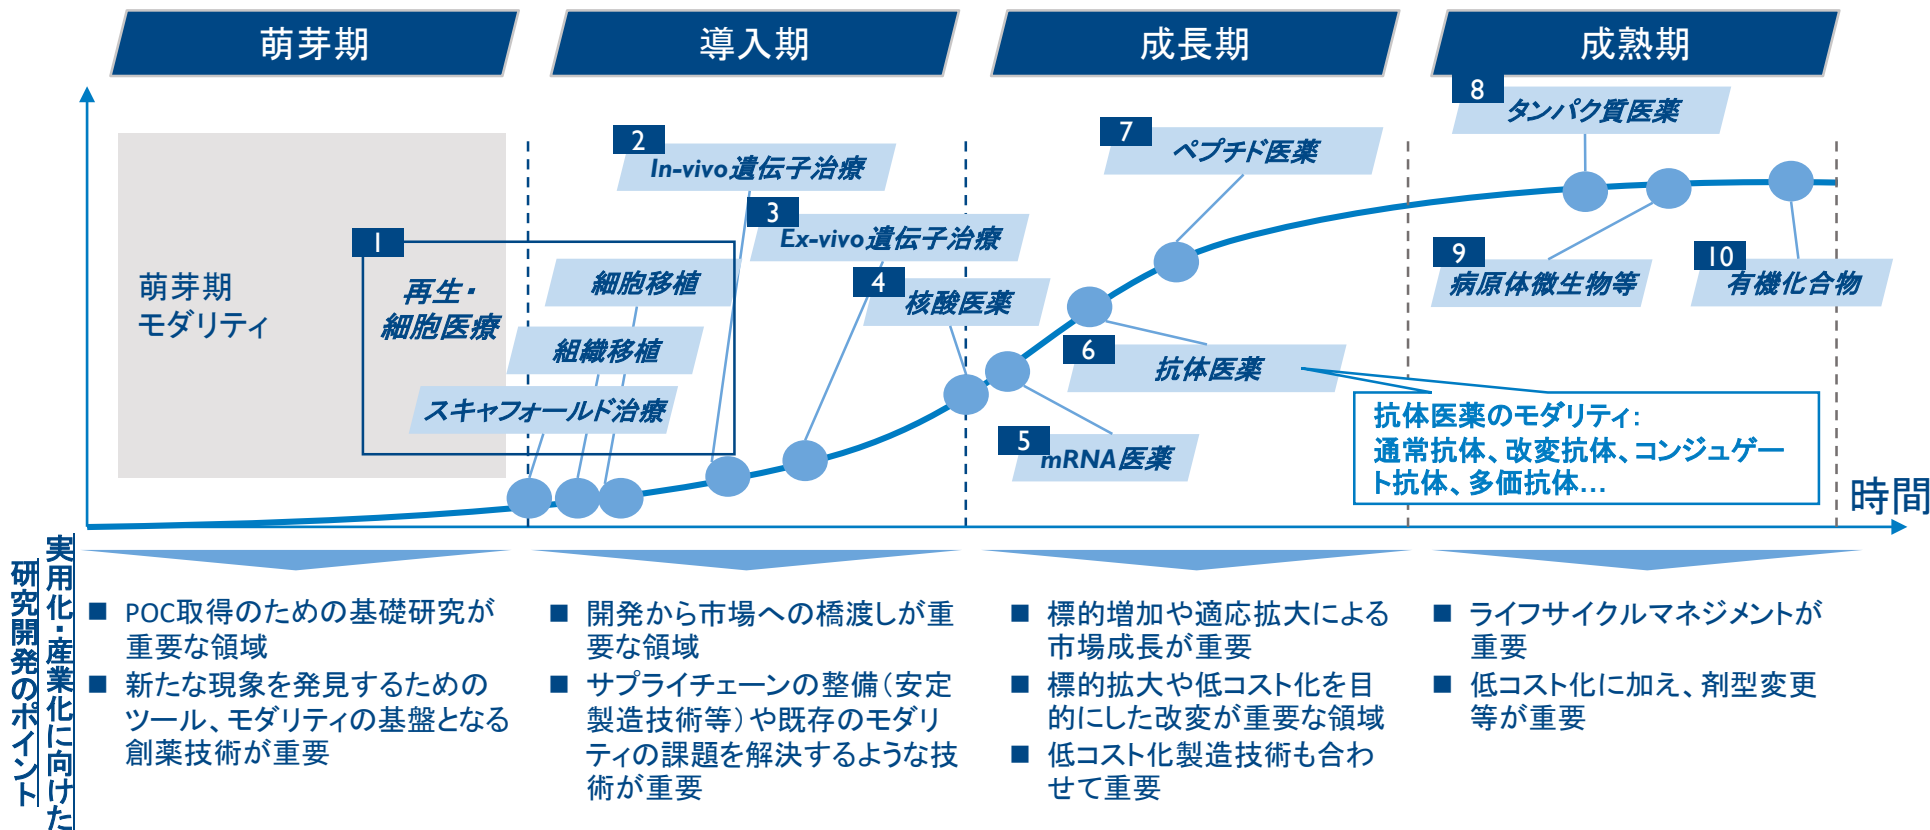 萌芽期
導入期
成長期
成熟期
萌芽期
モダリティ
1
再生・
細胞医療
細胞移植
組織移植
スキャフォールド治療
2
In-vivo遺伝子治療
3
Ex-vivo遺伝子治療
4
核酸医薬
5
mRNA医薬
6
抗体医薬
7
ペプチド医薬
8
タンパク質医薬
9
病原体微生物等
10
有機化合物
抗体医薬のモダリティ:
通常抗体、改変抗体、コンジュゲー
ト抗体、多価抗体...
時間
実用化・産業化に向けた
研究開発のポイント
■ POC取得のための基礎研究が
重要な領域
■ 新たな現象を発見するための
ツール、モダリティの基盤となる
創薬技術が重要
■ 開発から市場への橋渡しが重
要な領域
■ サプライチェーンの整備(安定
製造技術等)や既存のモダリ
ティの課題を解決するような技
術が重要
■ 標的増加や適応拡大による
市場成長が重要
■ 標的拡大や低コスト化を目
的にした改変が重要な領域
■ 低コスト化製造技術も合わ
せて重要
■ ライフサイクルマネジメントが
重要
■ 低コスト化に加え、剤型変更
等が重要